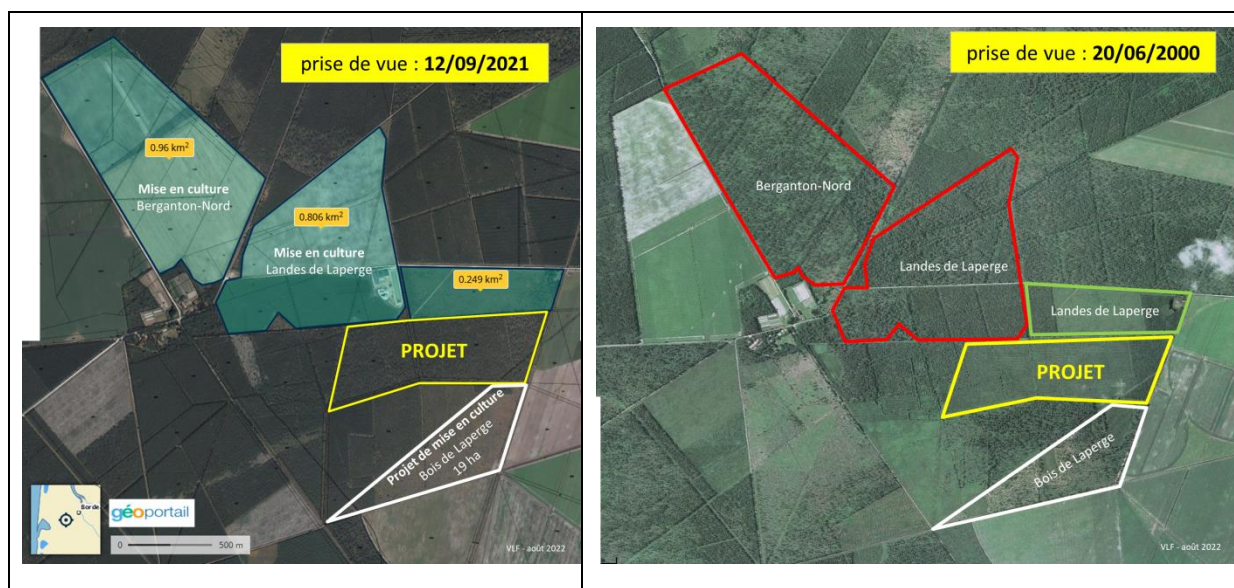 prise de vue : 12/09/2021
0.96 km²
Mise en culture
Berganton-Nord
0.806 km²
Mise en culture
Landes de Laperge
0.249 km²
PROJET
Projet de mise en culture
Bois de Laperge
19 ha
Borde
géoportail
0 500 m
VLF - août 2022
prise de vue : 20/06/2000
Berganton-Nord
Landes de Laperge
Landes de Laperge
PROJET
Bois de Laperge
VLF - août 2022